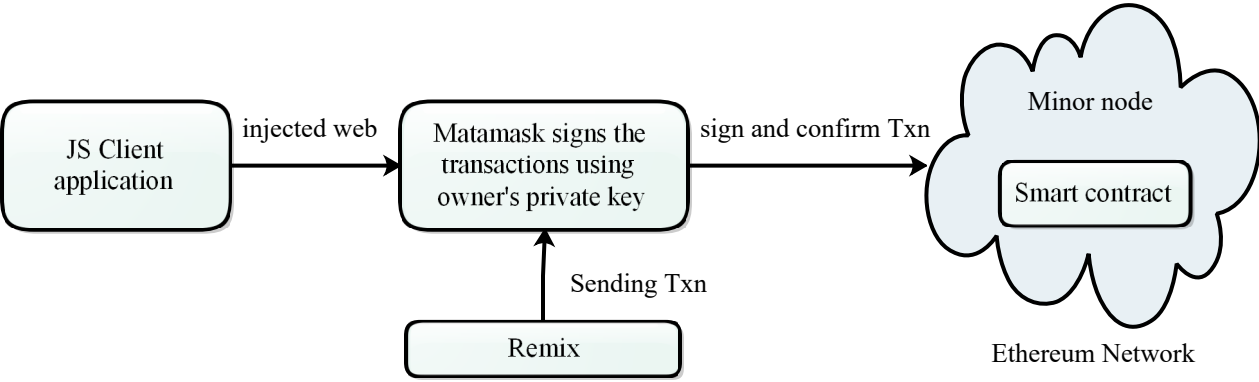 JS Client
application
injected web
Matamask signs the
transactions using
owner's private key
sign and confirm Txn
Minor node
Smart contract
Sending Txn
Remix
Ethereum Network